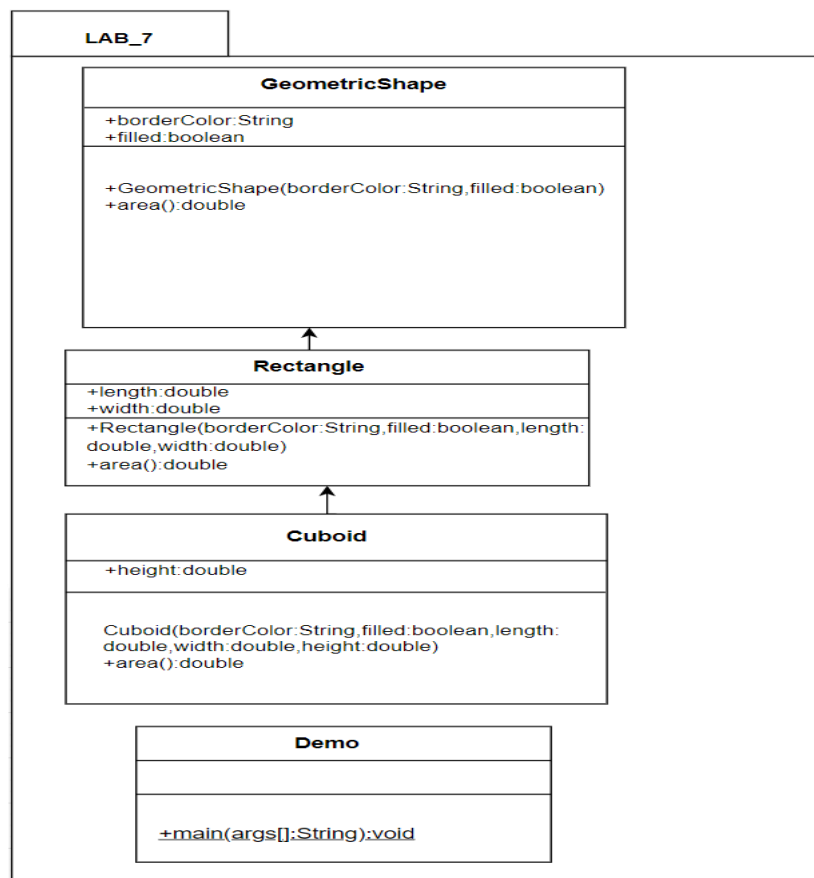 LAB_7
GeometricShape
+borderColor:String
+filled:boolean
+GeometricShape(borderColor:String,filled:boolean)
+area():double
Rectangle
+length:double
+width:double
+Rectangle(borderColor:String,filled:boolean,length:
double,width:double)
+area():double
Cuboid
+height:double
Cuboid(borderColor:String,filled:boolean,length:
double,width:double,height:double)
+area():double
Demo
+main(args[]:String):void